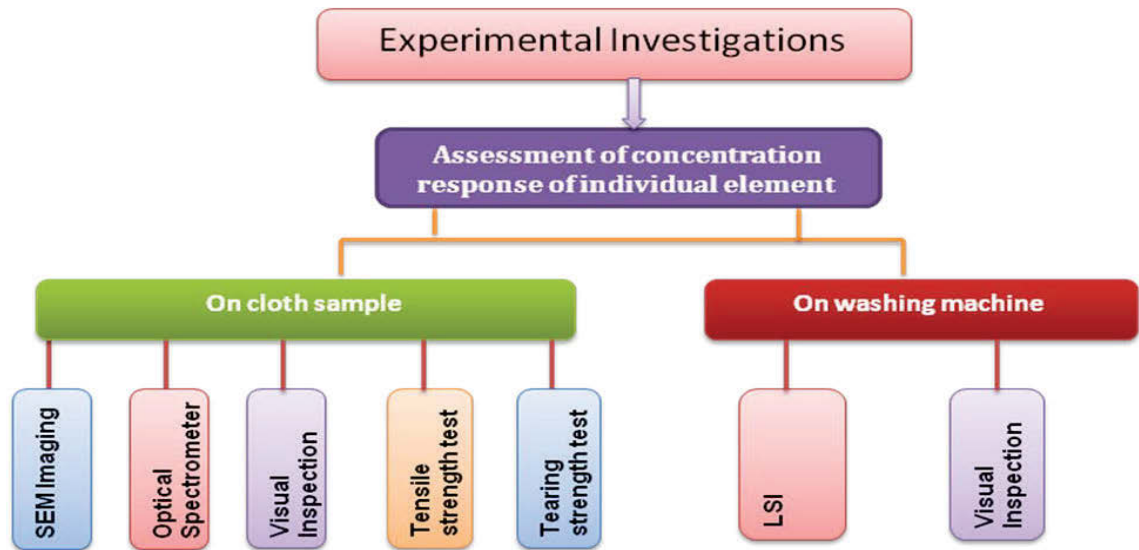 Experimental Investigations
Assessment of concentration
response of individual element
On cloth sample
On washing machine
SEM Imaging
Optical
Spectrometer
Visual
Inspection
Tensile
strength test
Tearing
strength test
LSI
Visual
Inspection